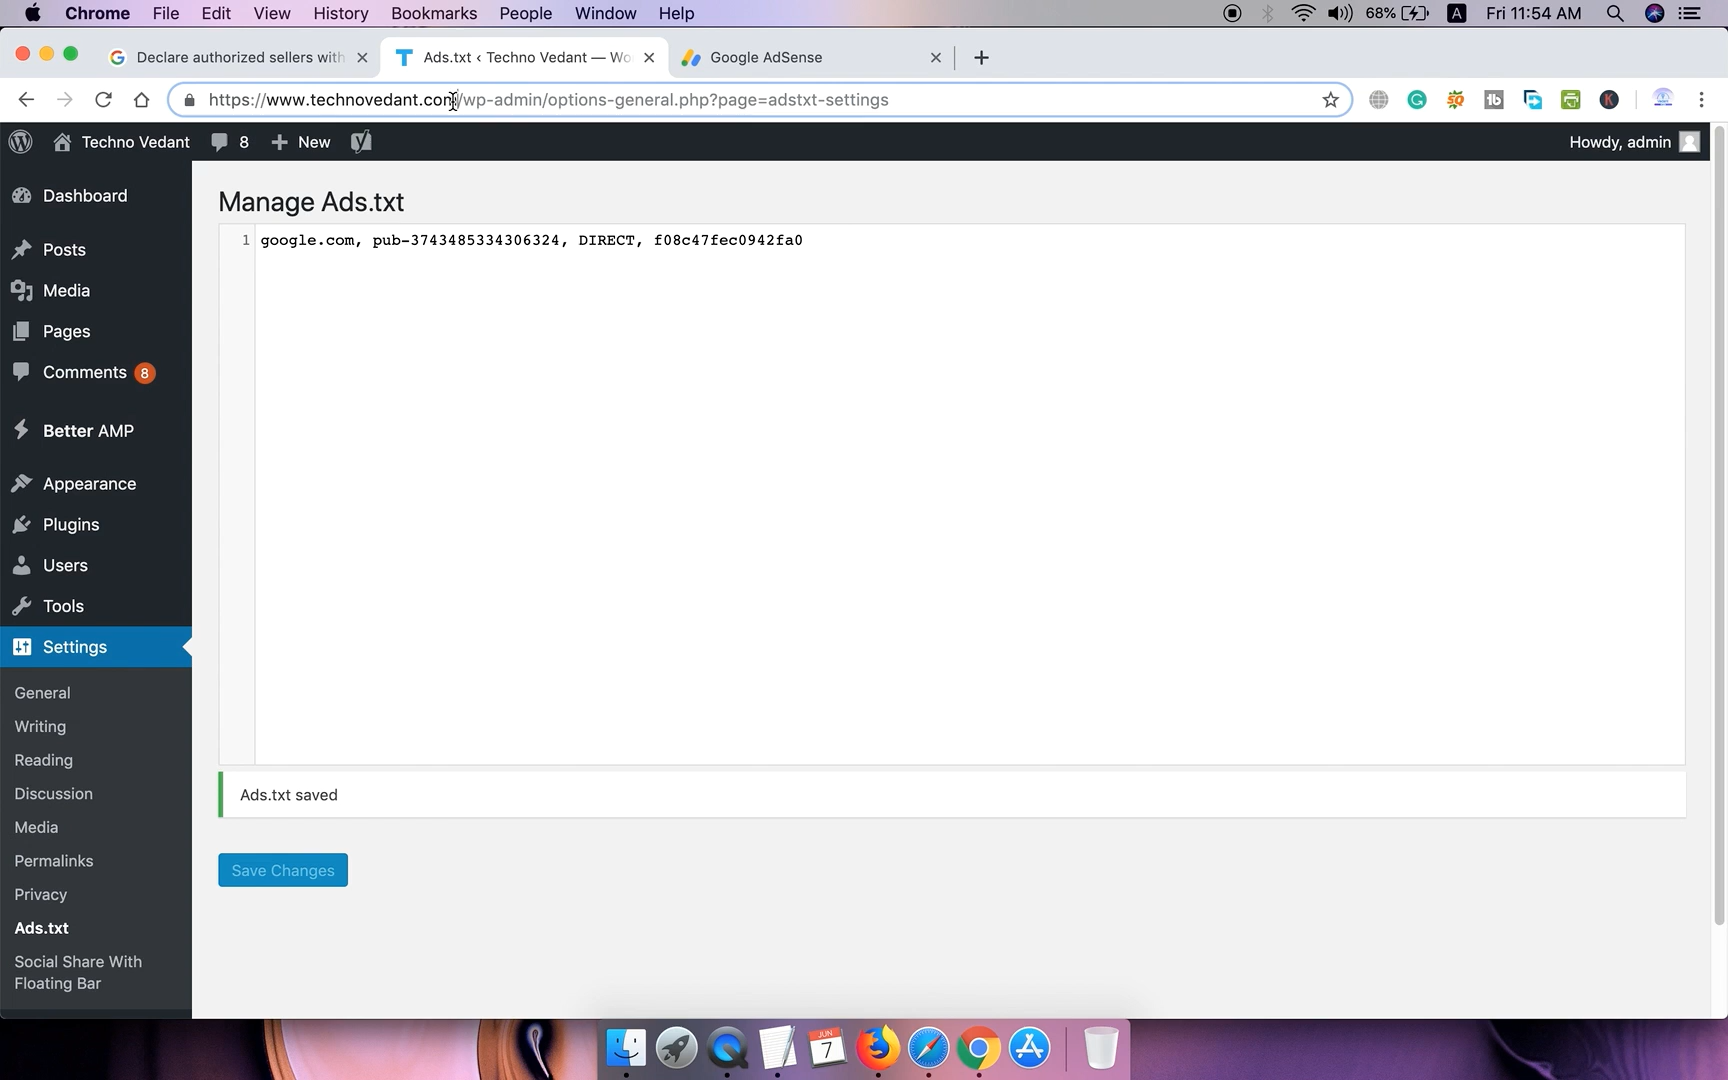 Chrome File Edit View History Bookmarks People Window Help 68% A Fri 11:54 AM
Declare authorized sellers with Ads.txt ‹ Techno Vedant — Wo Google AdSense
https://www.technovedant.com/wp-admin/options-general.php?page=adstxt-settings
Techno Vedant 8 New Howdy, admin
Dashboard
Posts
Media
Pages
Comments 8
Better AMP
Appearance
Plugins
Users
Tools
Settings
General
Writing
Reading
Discussion
Media
Permalinks
Privacy
Ads.txt
Social Share With
Floating Bar
Manage Ads.txt
1 google.com, pub-3743485334306324, DIRECT, f08c47fec0942fa0
Ads.txt saved
Save Changes
JUN
7